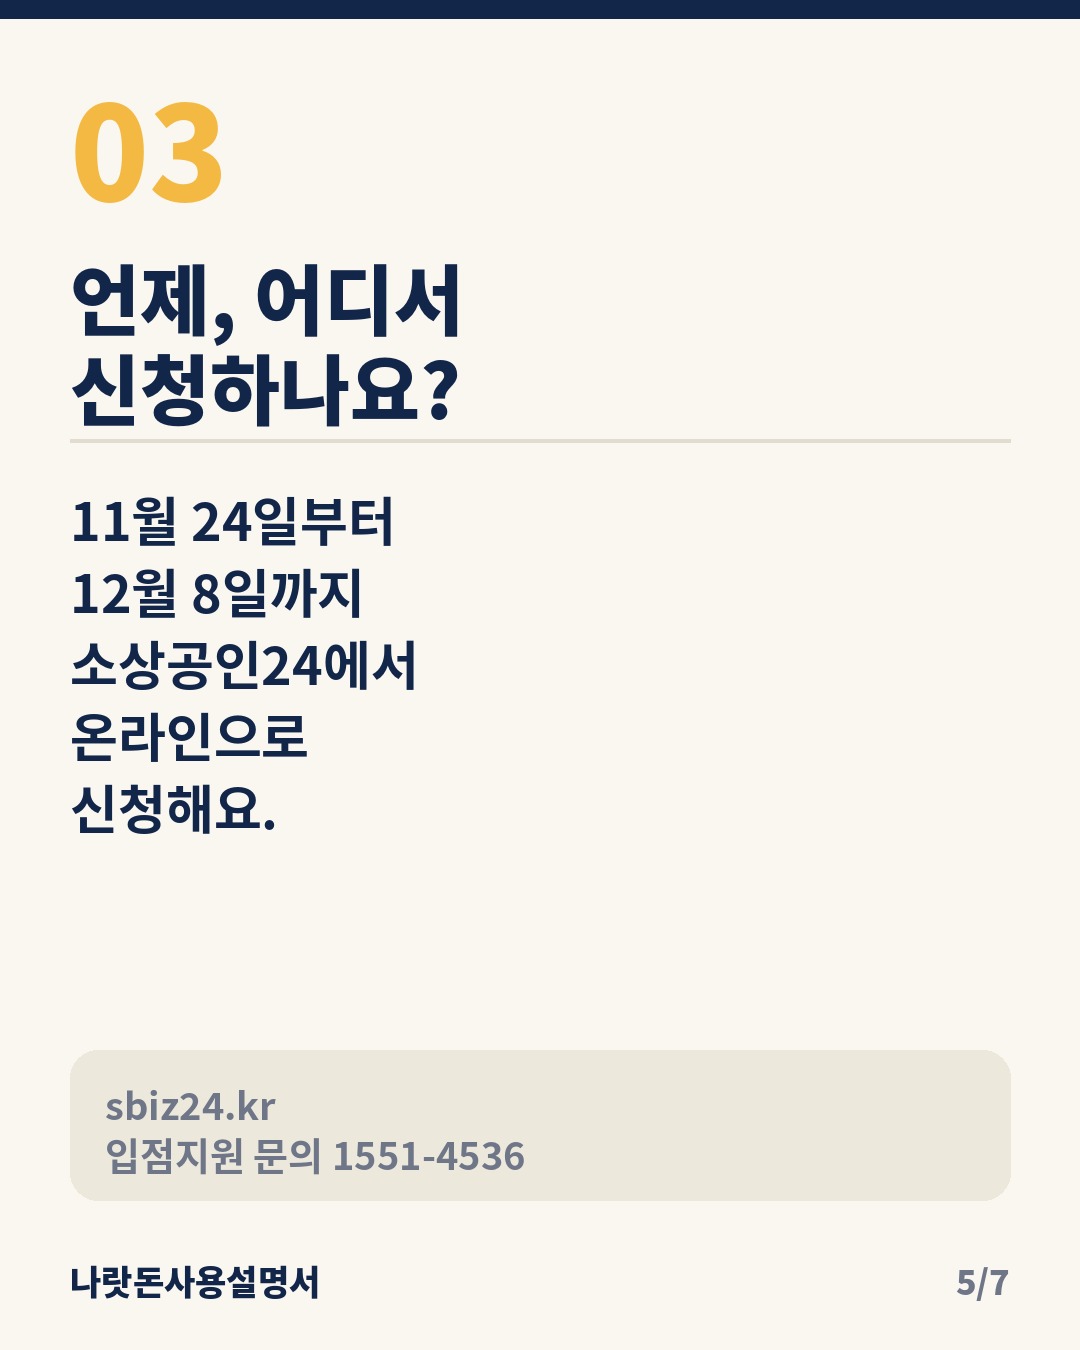 03
언제, 어디서
신청하나요?
11월 24일부터
12월 8일까지
소상공인24에서
온라인으로
신청해요.
sbiz24.kr
입점지원 문의 1551-4536
나랏돈사용설명서
5/7